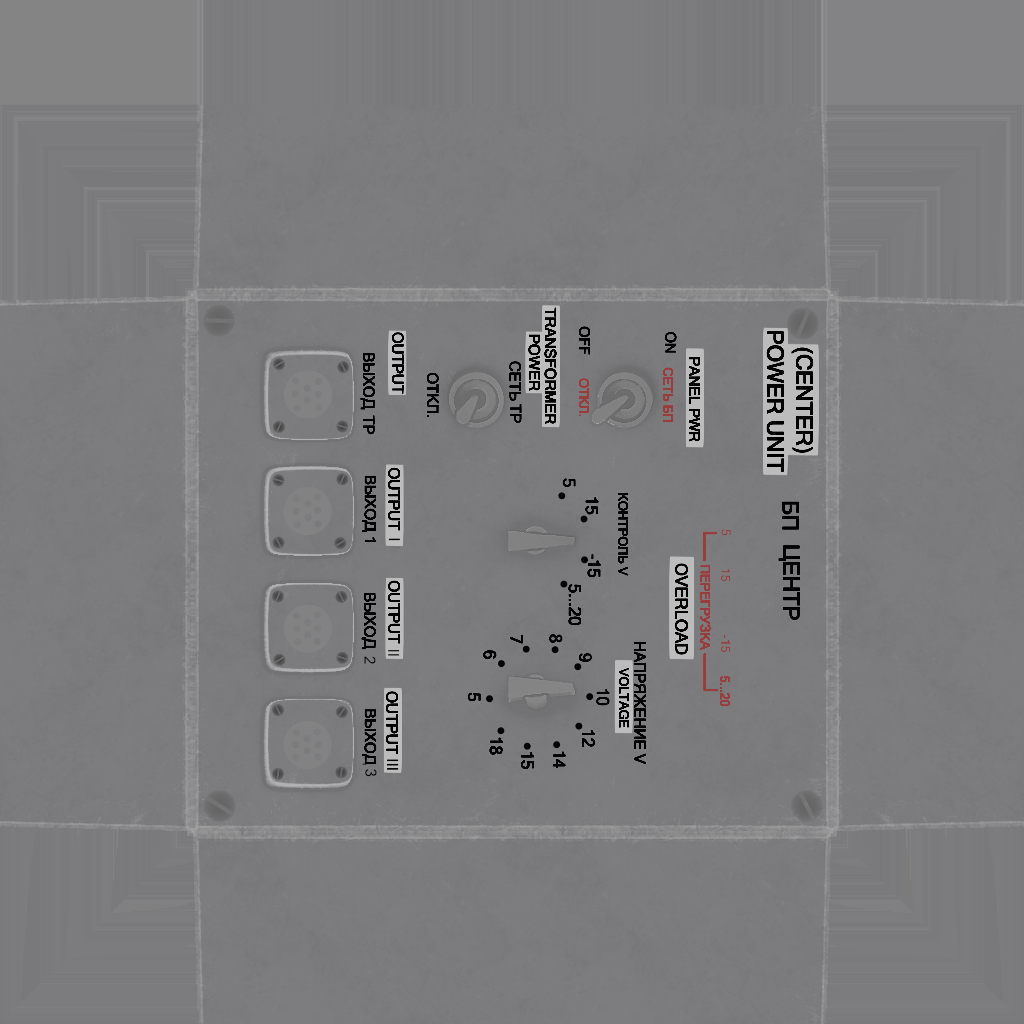 (CENTER)
POWER UNIT
БП ЦЕНТР
PANEL PWR
ON
СЕТЬ БП
ОТКЛ.
OFF
5
15
-15
5...20
ПЕРЕГРУЗКА
OVERLOAD
TRANSFORMER
POWER
СЕТЬ ТР
ОТКЛ.
КОНТРОЛЬ V
5
15
-15
5...20
НАПРЯЖЕНИЕ V
VOLTAGE
5
6
7
8
9
10
12
14
15
18
OUTPUT
ВЫХОД ТР
OUTPUT I
ВЫХОД 1
OUTPUT II
ВЫХОД 2
OUTPUT III
ВЫХОД 3